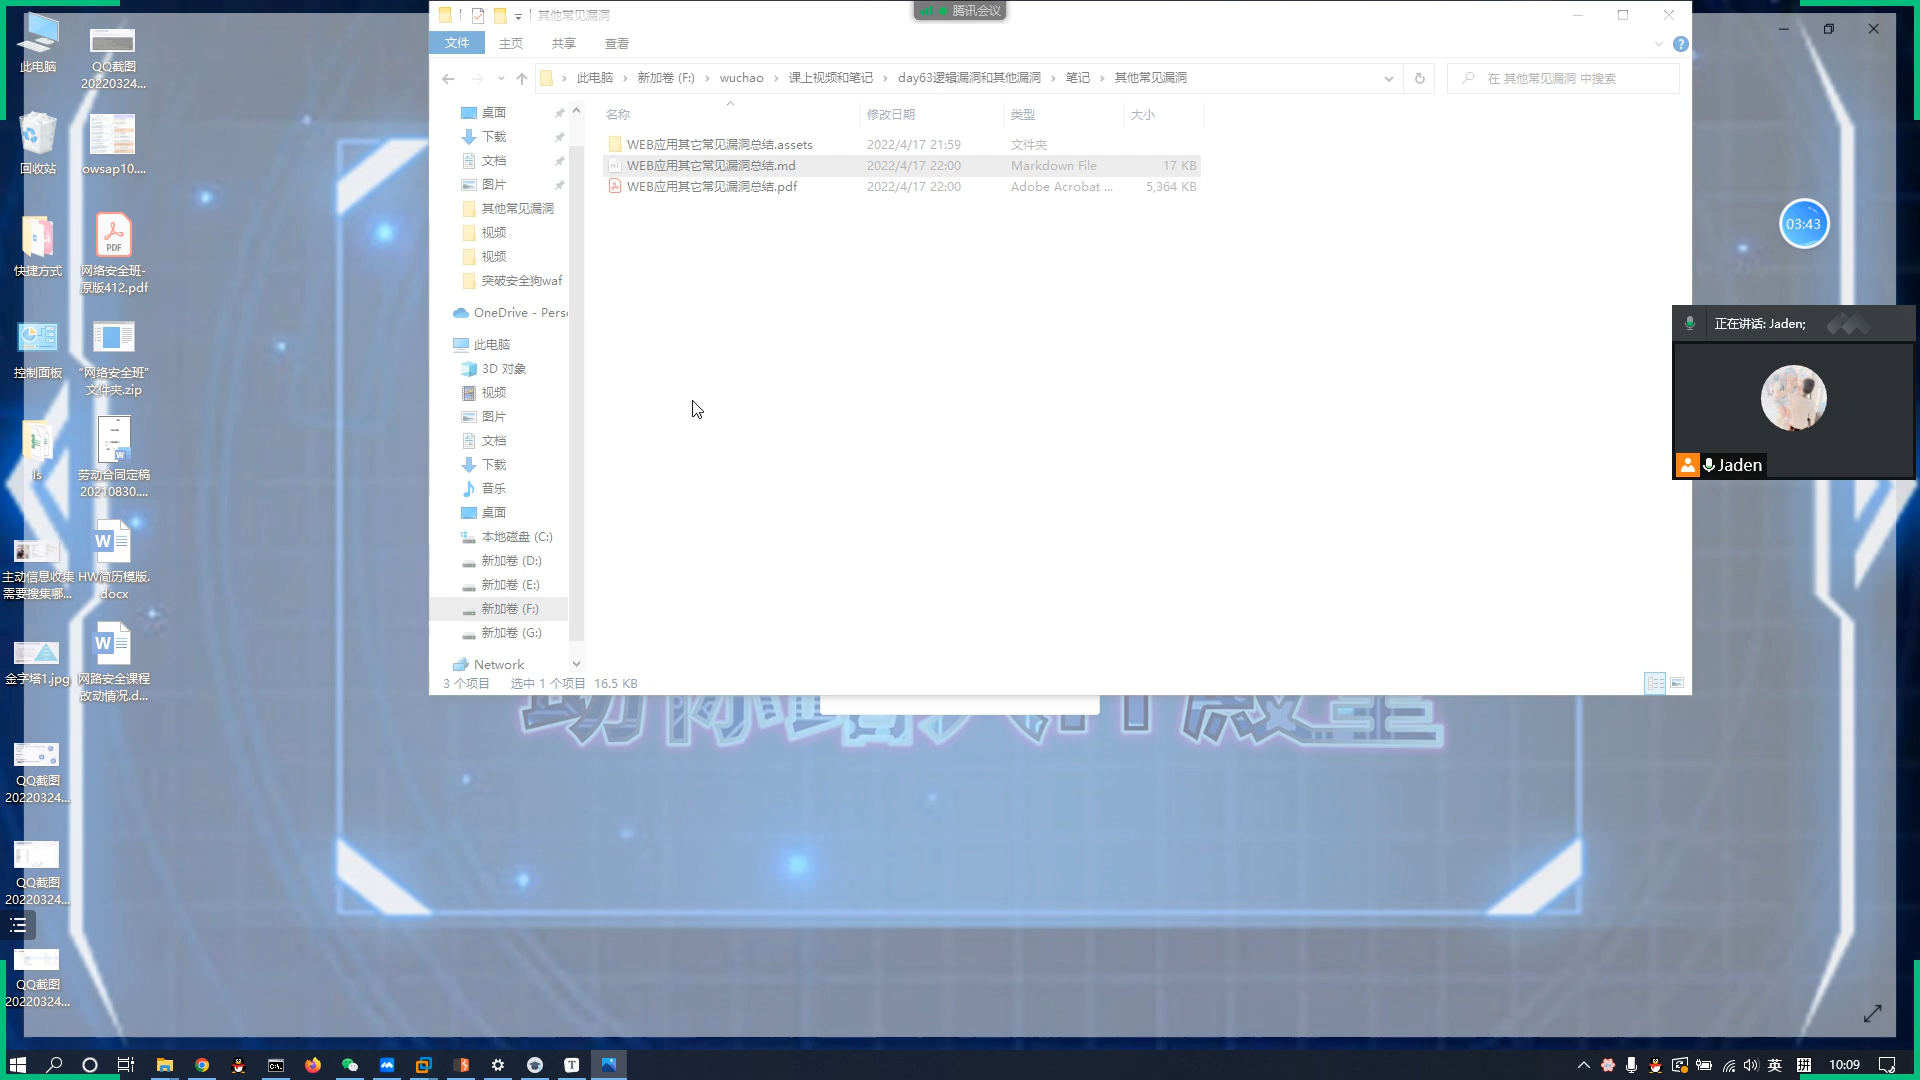 其他常见漏洞
腾讯会议
文件
主页
共享
查看
此电脑
新加卷 (F:)
wuchao
课上视频和笔记
day63逻辑漏洞和其他漏洞
笔记
其他常见漏洞
在 其他常见漏洞 中搜索
名称
修改日期
类型
大小
WEB应用其它常见漏洞总结.assets
2022/4/17 21:59
文件夹
WEB应用其它常见漏洞总结.md
2022/4/17 22:00
Markdown File
17 KB
WEB应用其它常见漏洞总结.pdf
2022/4/17 22:00
Adobe Acrobat ...
5,364 KB
桌面
下载
文档
图片
其他常见漏洞
视频
视频
突破安全狗waf
OneDrive - Pers
此电脑
3D 对象
视频
图片
文档
下载
音乐
桌面
本地磁盘 (C:)
新加卷 (D:)
新加卷 (E:)
新加卷 (F:)
新加卷 (G:)
Network
3 个项目
选中 1 个项目 16.5 KB
此电脑
QQ截图
20220324...
回收站
owsap10....
快捷方式
PDF
网络安全班-
原版412.pdf
控制面板
“网络安全班”
文件夹.zip
ls
劳动合同定稿
20210830....
主动信息收集
需要搜集哪...
HW简历模版.
docx
金字塔1.jpg
网路安全课程
改动情况.d...
QQ截图
20220324...
QQ截图
20220324...
QQ截图
20220324...
03:43
正在讲话: Jaden;
Jaden
英
拼
10:09